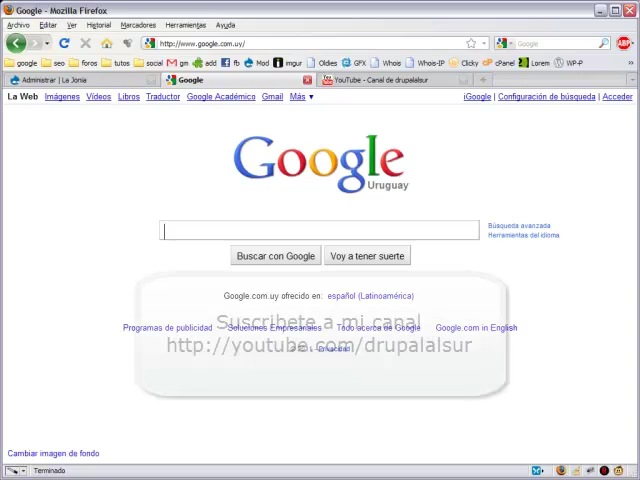 Google - Mozilla Firefox
Archivo Editar Ver Historial Marcadores Herramientas Ayuda
http://www.google.com.uy/ Google ABP
google seo foros tutos social gm add fb Mod imgur Oldies GFX Whois Whois-IP Clicky cPanel Lorem WP-P »
Administrar | La Jonia Google YouTube - Canal de drupalalsur
La Web Imágenes Vídeos Libros Traductor Google Académico Gmail Más ▼ iGoogle | Configuración de búsqueda | Acceder
Google
Uruguay
Búsqueda avanzada
Herramientas del idioma
Buscar con Google Voy a tener suerte
Google.com.uy ofrecido en: español (Latinoamérica)
Suscribete a mi canal
Programas de publicidad Soluciones Empresariales Todo acerca de Google Google.com in English
http://youtube.com/drupalalsur
Privacidad
Cambiar imagen de fondo
Terminado